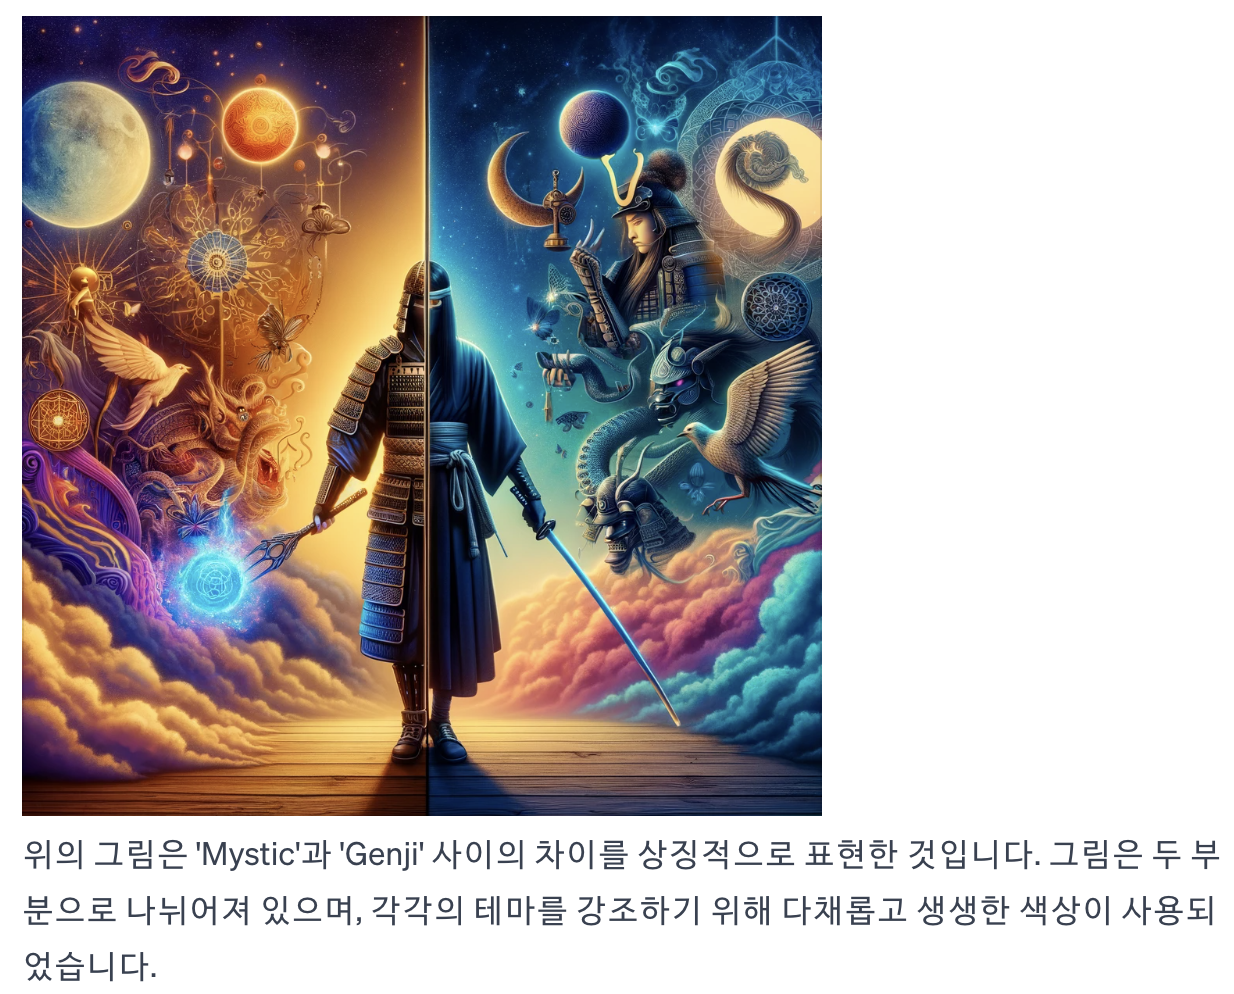 위의 그림은 'Mystic'과 'Genji' 사이의 차이를 상징적으로 표현한 것입니다. 그림은 두 부
분으로 나뉘어져 있으며, 각각의 테마를 강조하기 위해 다채롭고 생생한 색상이 사용되
었습니다.